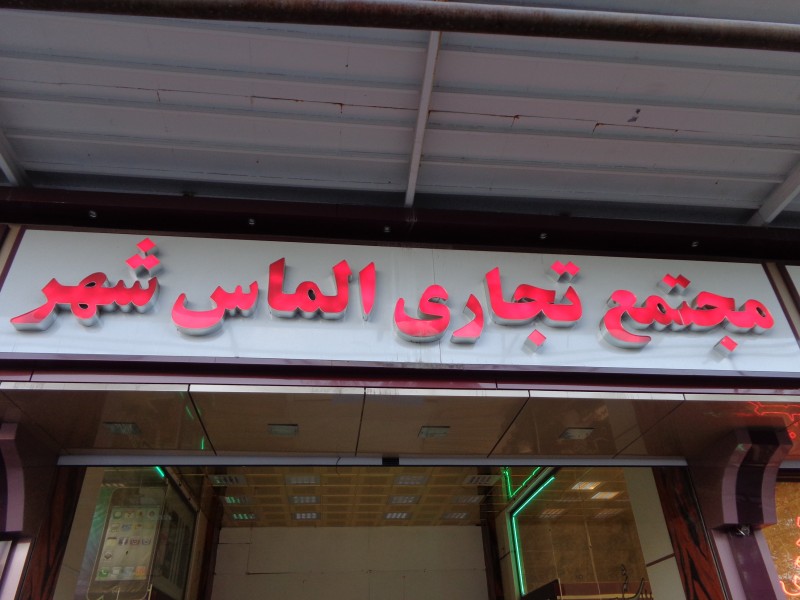 مجتمع تجاری الماس شهر